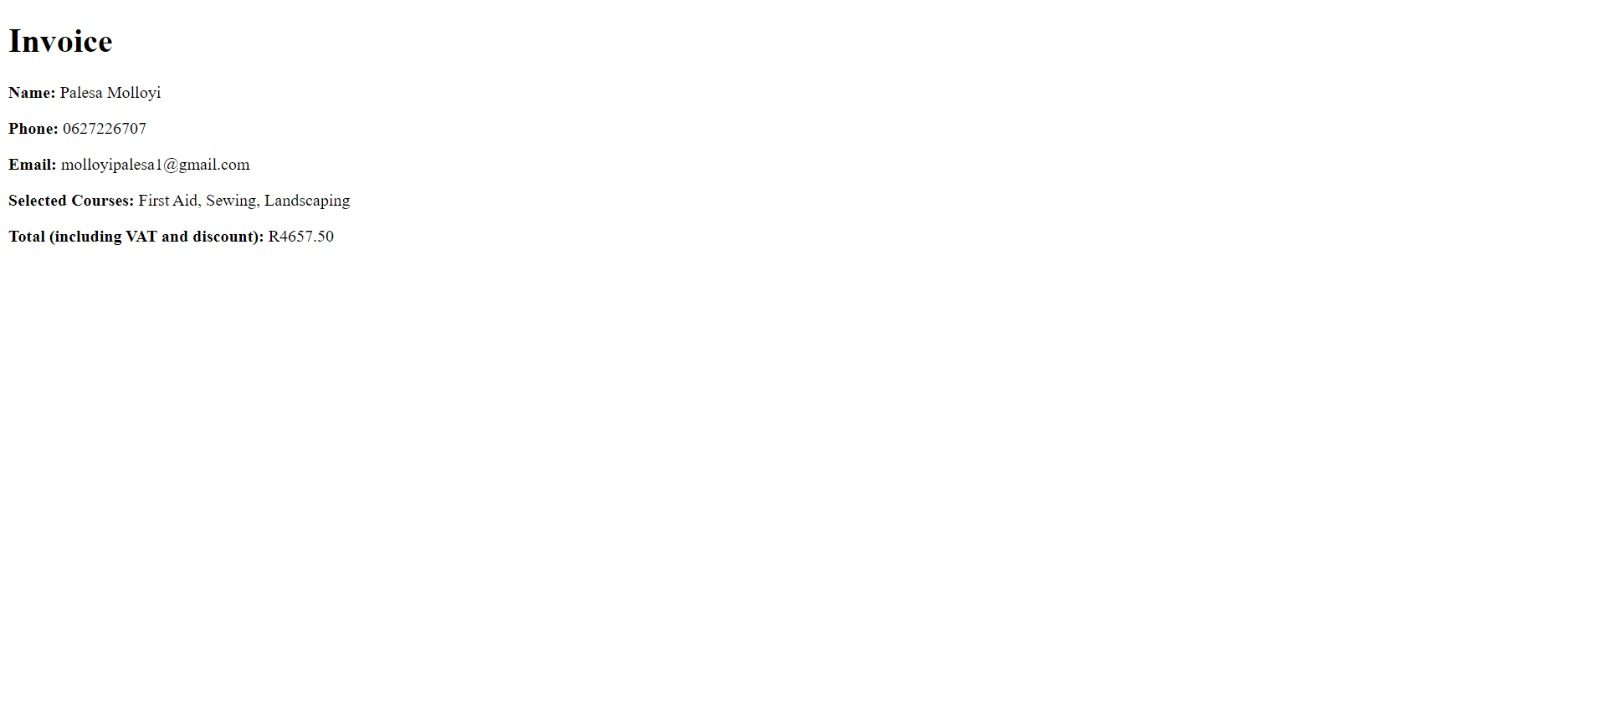 Invoice
Name: Palesa Molloyi
Phone: 0627226707
Email: molloyipalesa1@gmail.com
Selected Courses: First Aid, Sewing, Landscaping
Total (including VAT and discount): R4657.50